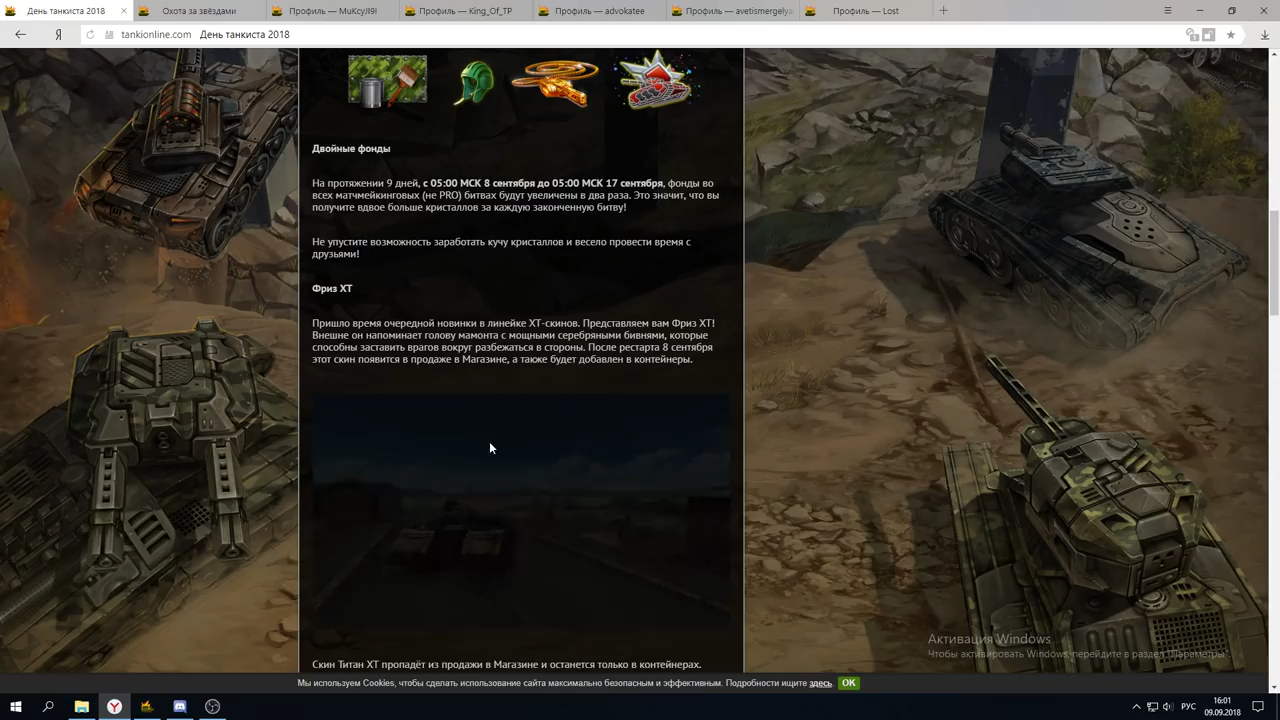 День танкиста 2018
Охота за звёздами
Профиль — MuKcyJI9I
Профиль — King_Of_TP
Профиль — advokatee
Профиль — avetismergelya
Профиль — Lost
tankionline.com День танкиста 2018
Двойные фонды
На протяжении 9 дней, с 05:00 МСК 8 сентября до 05:00 МСК 17 сентября, фонды во
всех матчмейкинговых (не PRO) битвах будут увеличены в два раза. Это значит, что вы
получите вдвое больше кристаллов за каждую законченную битву!
Не упустите возможность заработать кучу кристаллов и весело провести время с
друзьями!
Фриз ХТ
Пришло время очередной новинки в линейке ХТ-скинов. Представляем вам Фриз ХТ!
Внешне он напоминает голову мамонта с мощными серебряными бивнями, которые
способны заставить врагов вокруг разбежаться в стороны. После рестарта 8 сентября
этот скин появится в продаже в Магазине, а также будет добавлен в контейнеры.
Скин Титан ХТ пропадёт из продажи в Магазине и останется только в контейнерах.
Активация Windows
Чтобы активировать Windows, перейдите в раздел "Параметры".
Мы используем Cookies, чтобы сделать использование сайта максимально безопасным и эффективным. Подробности ищите здесь OK
РУС
16:01
09.09.2018